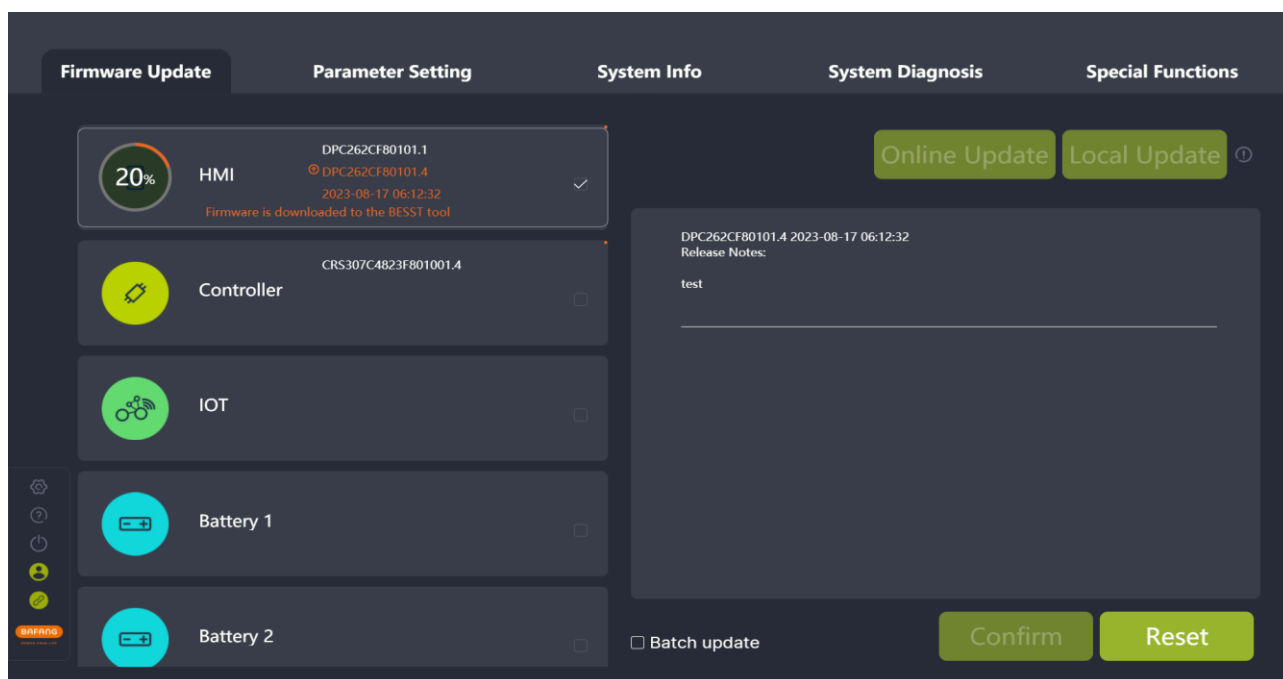 Firmware Update
Parameter Setting
System Info
System Diagnosis
Special Functions
20%
HMI
DPC262CF80101.1
DPC262CF80101.4
2023-08-17 06:12:32
Firmware is downloaded to the BESST tool
Controller
CRS307C4823F801001.4
IOT
Battery 1
Battery 2
Online Update
Local Update
DPC262CF80101.4 2023-08-17 06:12:32
Release Notes:
test
Batch update
Confirm
Reset
BAFANG